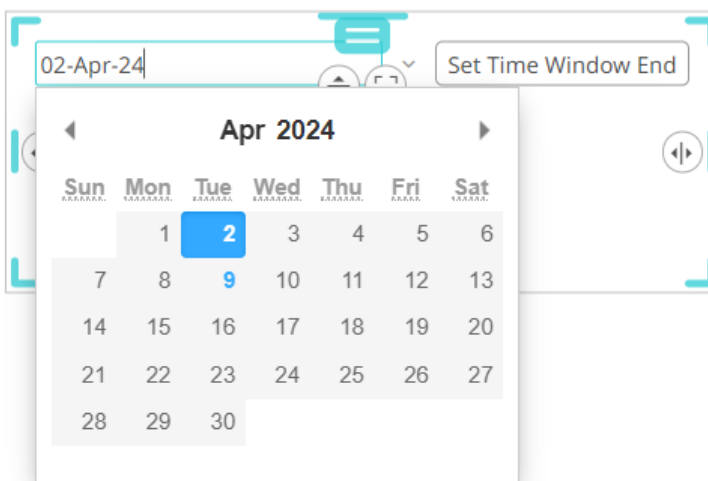 02-Apr-24 Set Time Window End
Apr 2024
Sun Mon Tue Wed Thu Fri Sat
1 2 3 4 5 6
7 8 9 10 11 12 13
14 15 16 17 18 19 20
21 22 23 24 25 26 27
28 29 30